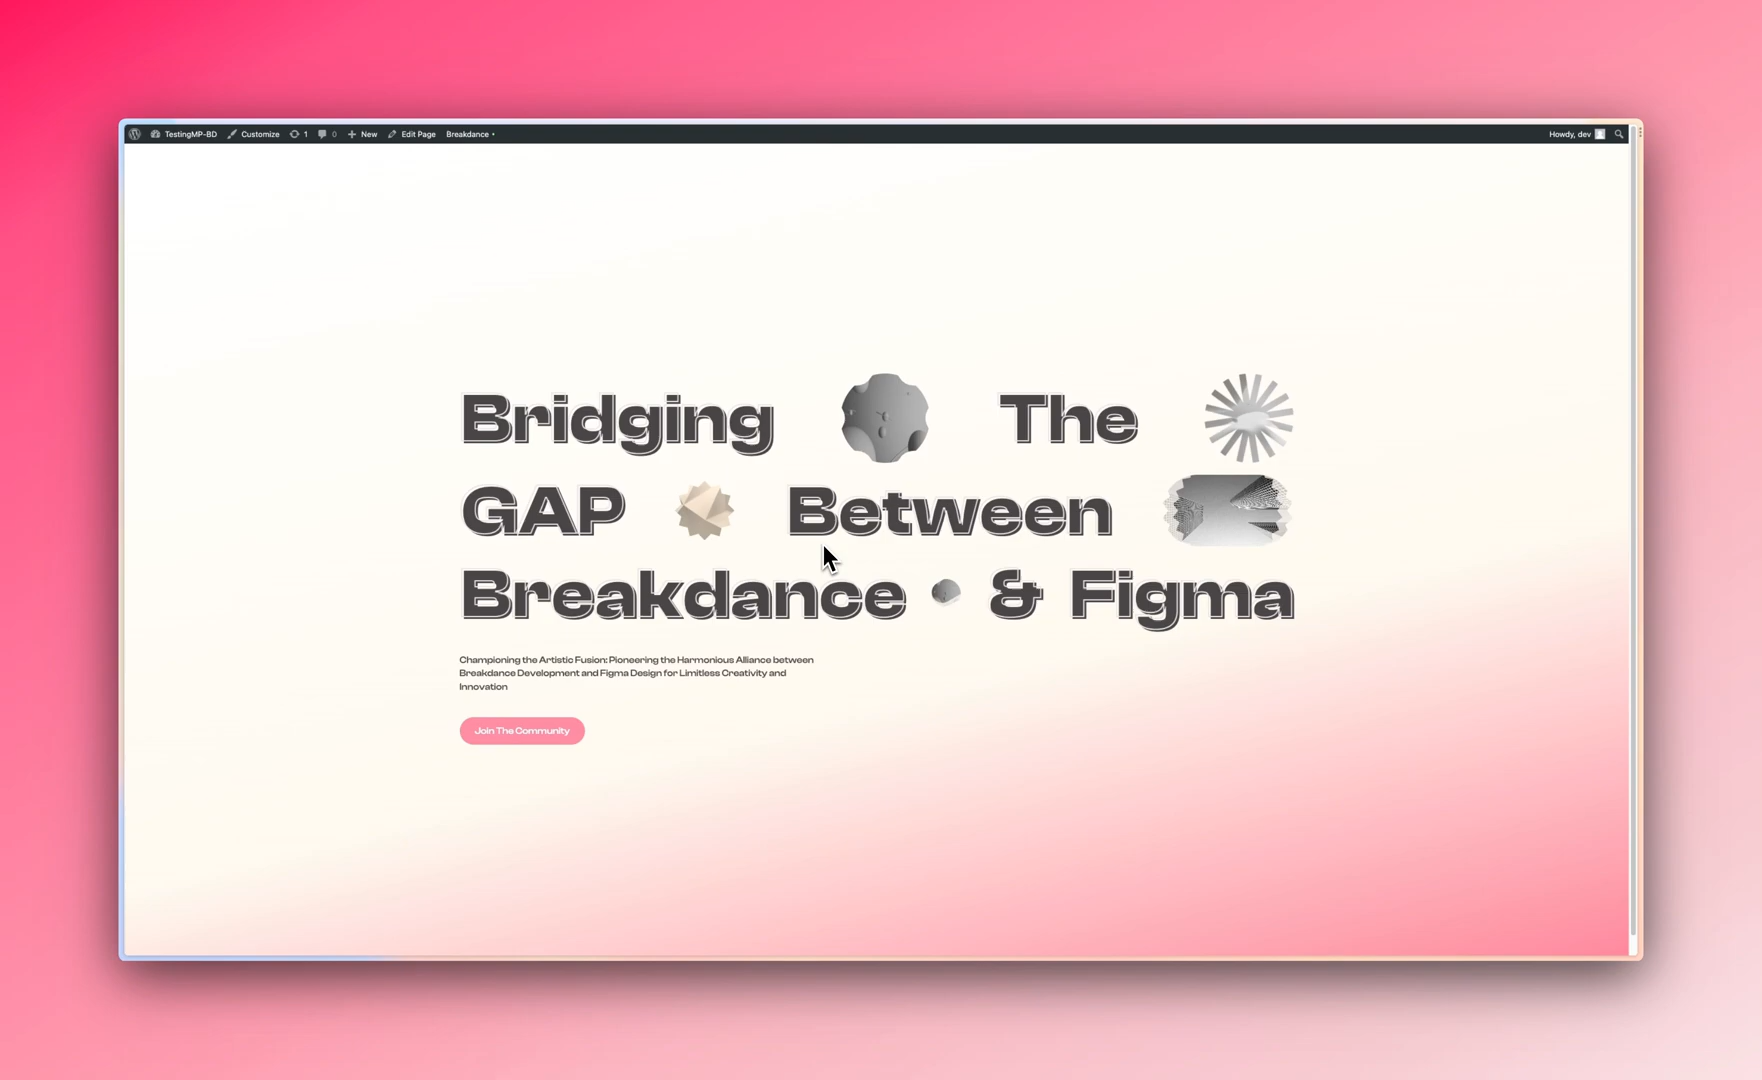 TestingMP-BD Customize 1 0 New Edit Page Breakdance Howdy, dev
Bridging The
GAP Between
Breakdance & Figma
Championing the Artistic Fusion: Pioneering the Harmonious Alliance between
Breakdance Development and Figma Design for Limitless Creativity and
Innovation
Join The Community